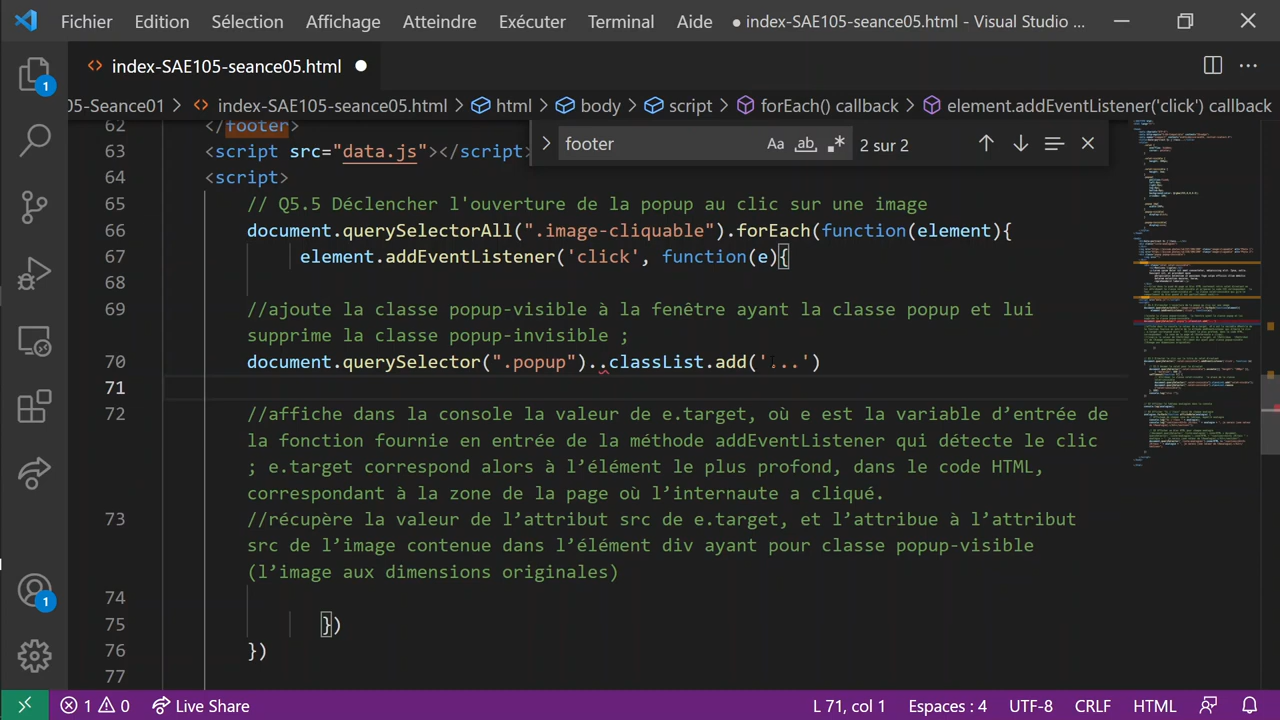 Fichier Edition Sélection Affichage Atteindre Exécuter Terminal Aide ● index-SAE105-seance05.html - Visual Studio ...
index-SAE105-seance05.html
05-Seance01 > index-SAE105-seance05.html > html > body > script > forEach() callback > element.addEventListener('click') callback
62 </footer>
footer
Aa ab .* 2 sur 2
63 <script src="data.js"></script>
64 <script>
65 // Q5.5 Déclencher l'ouverture de la popup au clic sur une image
66 document.querySelectorAll(".image-cliquable").forEach(function(element){
67 element.addEventListener('click', function(e){
68
69 //ajoute la classe popup-visible à la fenêtre ayant la classe popup et lui
supprime la classe popup-invisible ;
70 document.querySelector(".popup")..classList.add('... ')
71
72 //affiche dans la console la valeur de e.target, où e est la variable d’entrée de
la fonction fournie en entrée de la méthode addEventListener qui détecte le clic
; e.target correspond alors à l’élément le plus profond, dans le code HTML,
correspondant à la zone de la page où l’internaute a cliqué.
73 //récupère la valeur de l’attribut src de e.target, et l’attribue à l’attribut
src de l’image contenue dans l’élément div ayant pour classe popup-visible
(l’image aux dimensions originales)
74
75 })
76 })
77
1
1
1 0 Live Share L 71, col 1 Espaces : 4 UTF-8 CRLF HTML